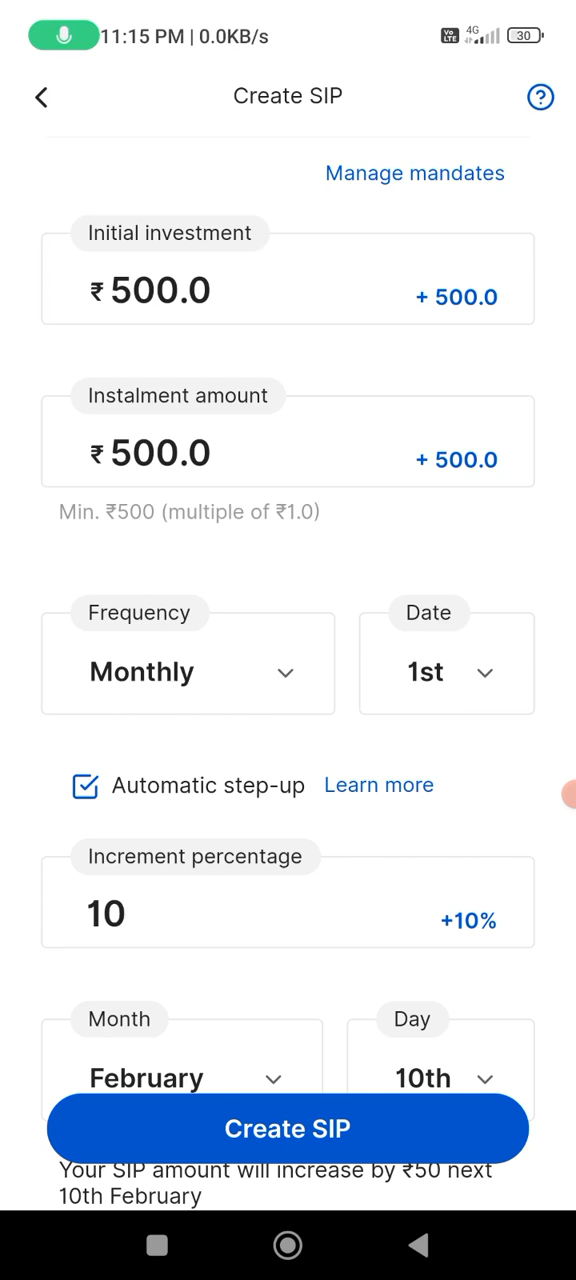 11:15 PM | 0.0KB/s
Vo LTE 4G 30
Create SIP
?
Manage mandates
Initial investment
₹ 500.0 + 500.0
Instalment amount
₹ 500.0 + 500.0
Min. ₹500 (multiple of ₹1.0)
Frequency Date
Monthly 1st
Automatic step-up Learn more
Increment percentage
10 +10%
Month Day
February 10th
Create SIP
Your SIP amount will increase by ₹50 next
10th February